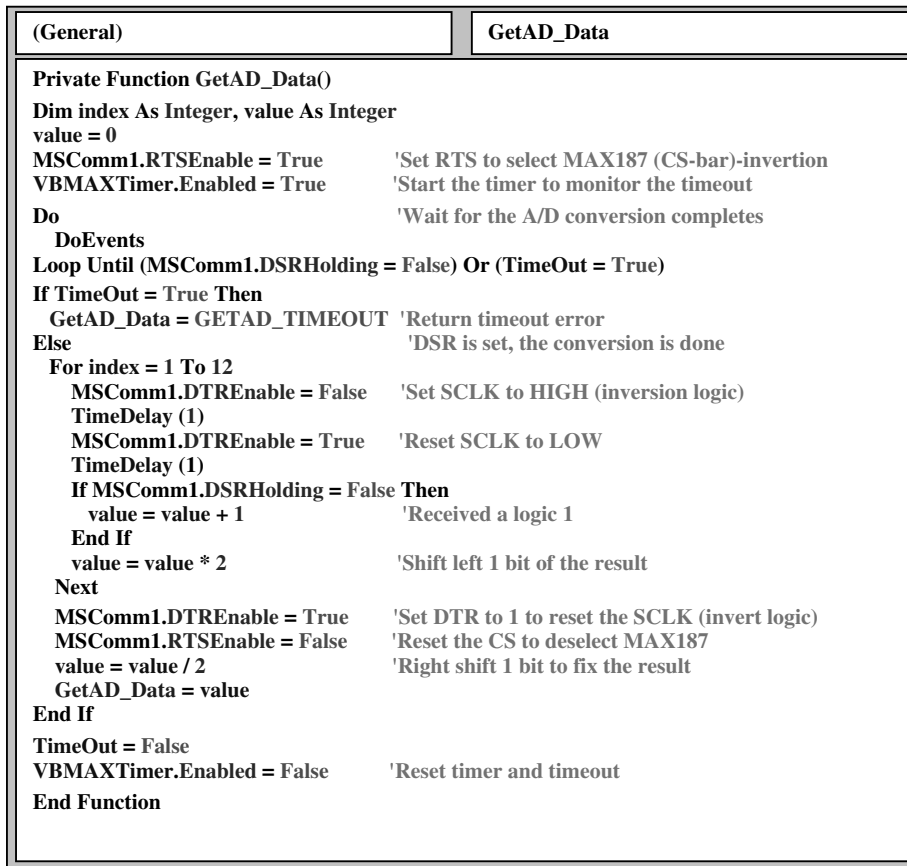 (General) GetAD_Data
Private Function GetAD_Data()
Dim index As Integer, value As Integer
value = 0
MSComm1.RTSEnable = True 'Set RTS to select MAX187 (CS-bar)-invertion
VBMAXTimer.Enabled = True 'Start the timer to monitor the timeout
Do 'Wait for the A/D conversion completes
DoEvents
Loop Until (MSComm1.DSRHolding = False) Or (TimeOut = True)
If TimeOut = True Then
GetAD_Data = GETAD_TIMEOUT 'Return timeout error
Else 'DSR is set, the conversion is done
For index = 1 To 12
MSComm1.DTREnable = False 'Set SCLK to HIGH (inversion logic)
TimeDelay (1)
MSComm1.DTREnable = True 'Reset SCLK to LOW
TimeDelay (1)
If MSComm1.DSRHolding = False Then
value = value + 1 'Received a logic 1
End If
value = value * 2 'Shift left 1 bit of the result
Next
MSComm1.DTREnable = True 'Set DTR to 1 to reset the SCLK (invert logic)
MSComm1.RTSEnable = False 'Reset the CS to deselect MAX187
value = value / 2 'Right shift 1 bit to fix the result
GetAD_Data = value
End If
TimeOut = False
VBMAXTimer.Enabled = False 'Reset timer and timeout
End Function